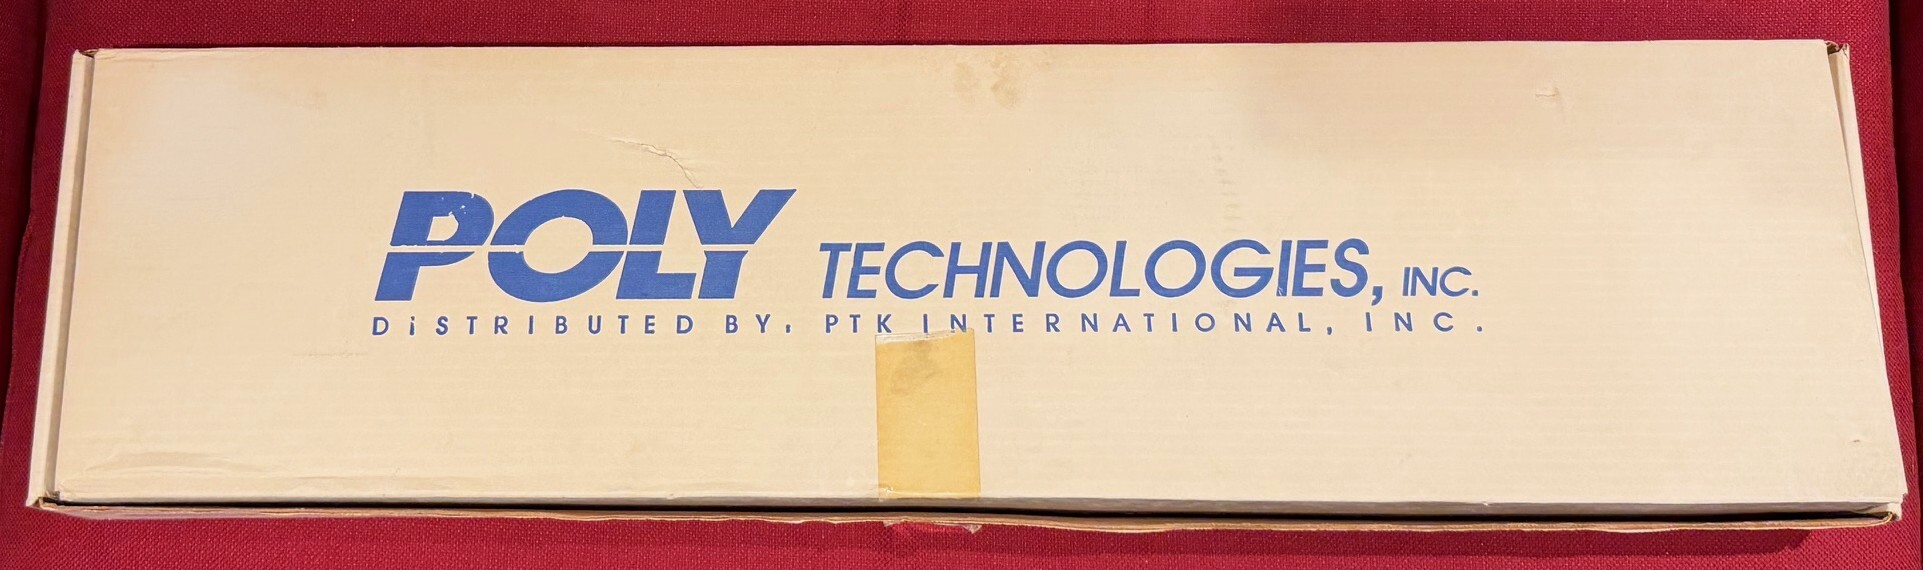 POLY TECHNOLOGIES, INC.
DiSTRIBUTED BY: PTK INTERNATIONAL, INC.